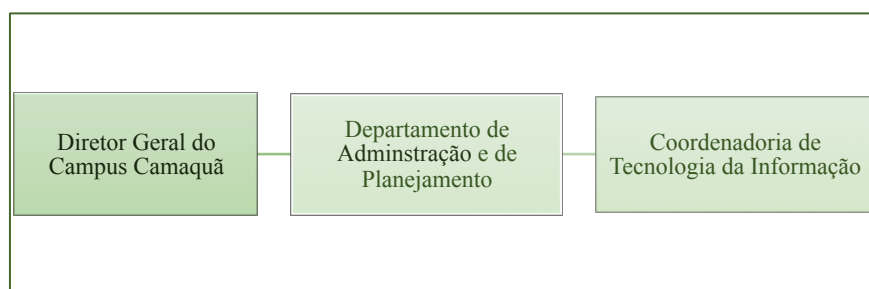 Diretor Geral do
Campus Camaquã
Departamento de
Adminstração e de
Planejamento
Coordenadoria de
Tecnologia da Informação